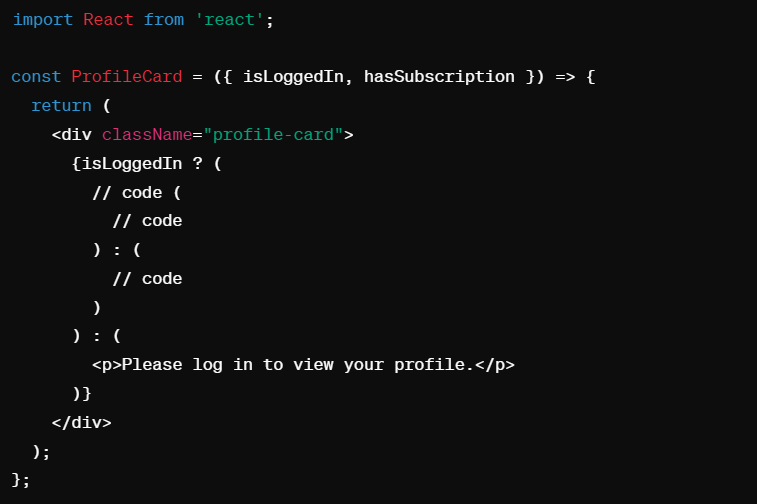 import React from 'react';

const ProfileCard = ({ isLoggedIn, hasSubscription }) => {
  return (
    <div className="profile-card">
      {isLoggedIn ? (
        // code (
          // code
        ) : (
          // code
        )
      ) : (
        <p>Please log in to view your profile.</p>
      )}
    </div>
  );
};